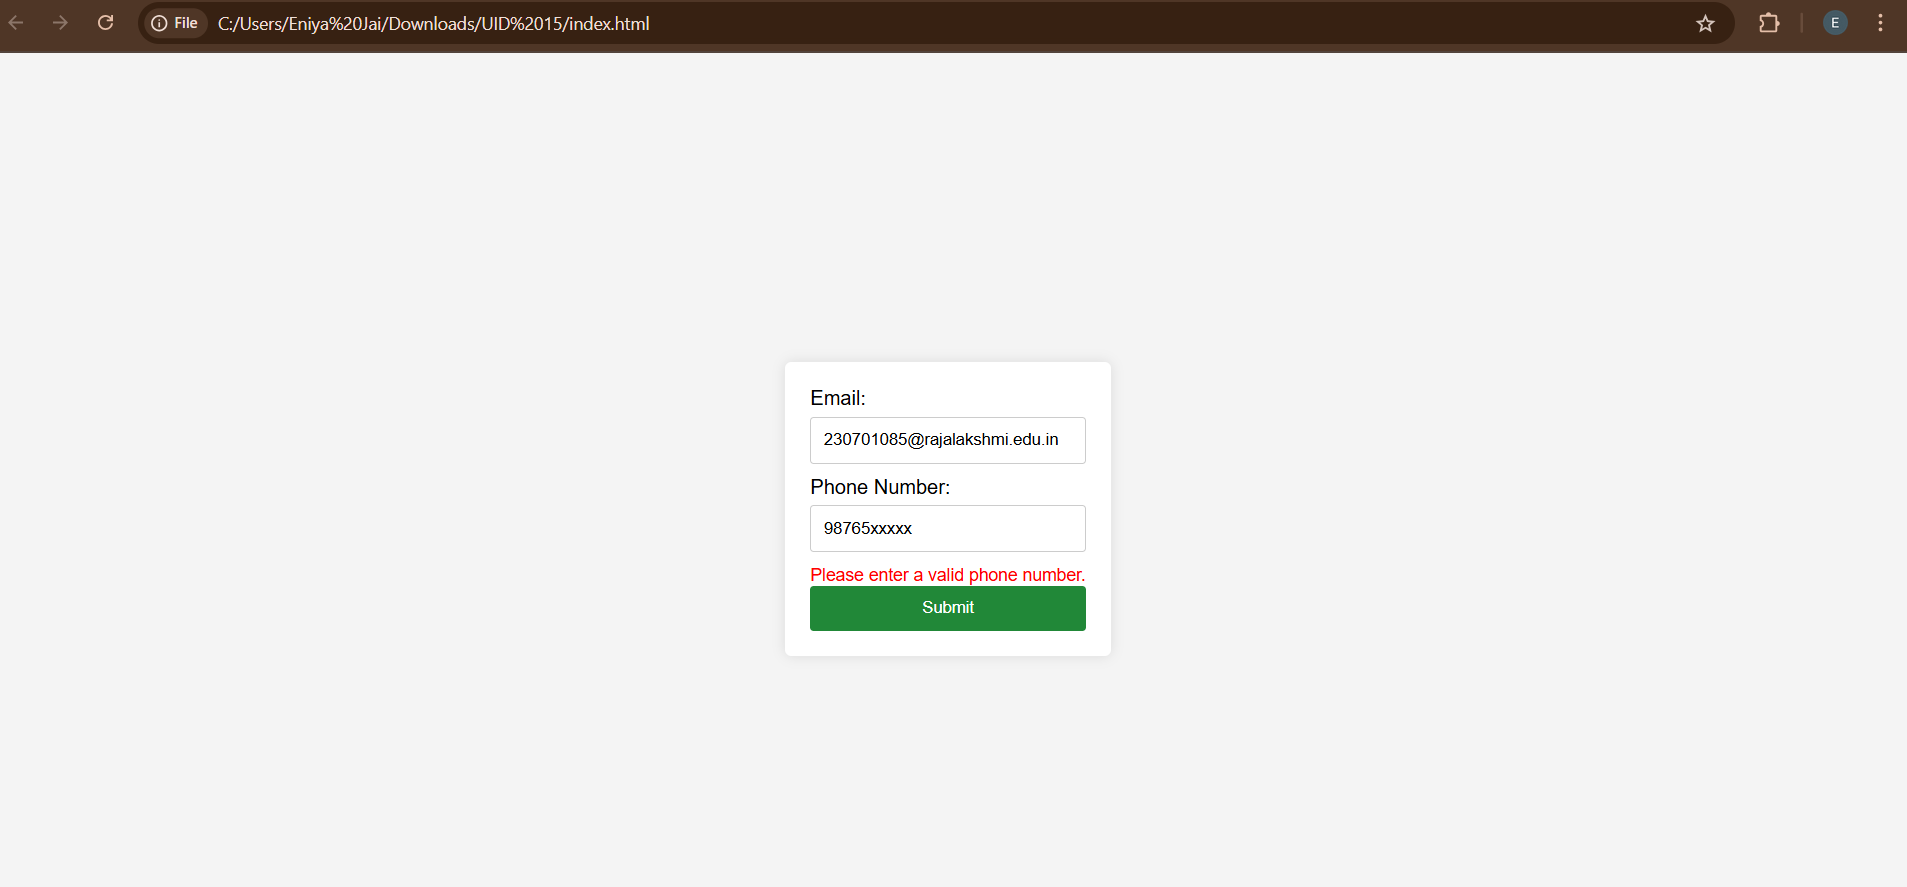 File C:/Users/Eniya%20Jai/Downloads/UID%2015/index.html E
Email:
230701085@rajalakshmi.edu.in
Phone Number:
98765xxxxx
Please enter a valid phone number.
Submit